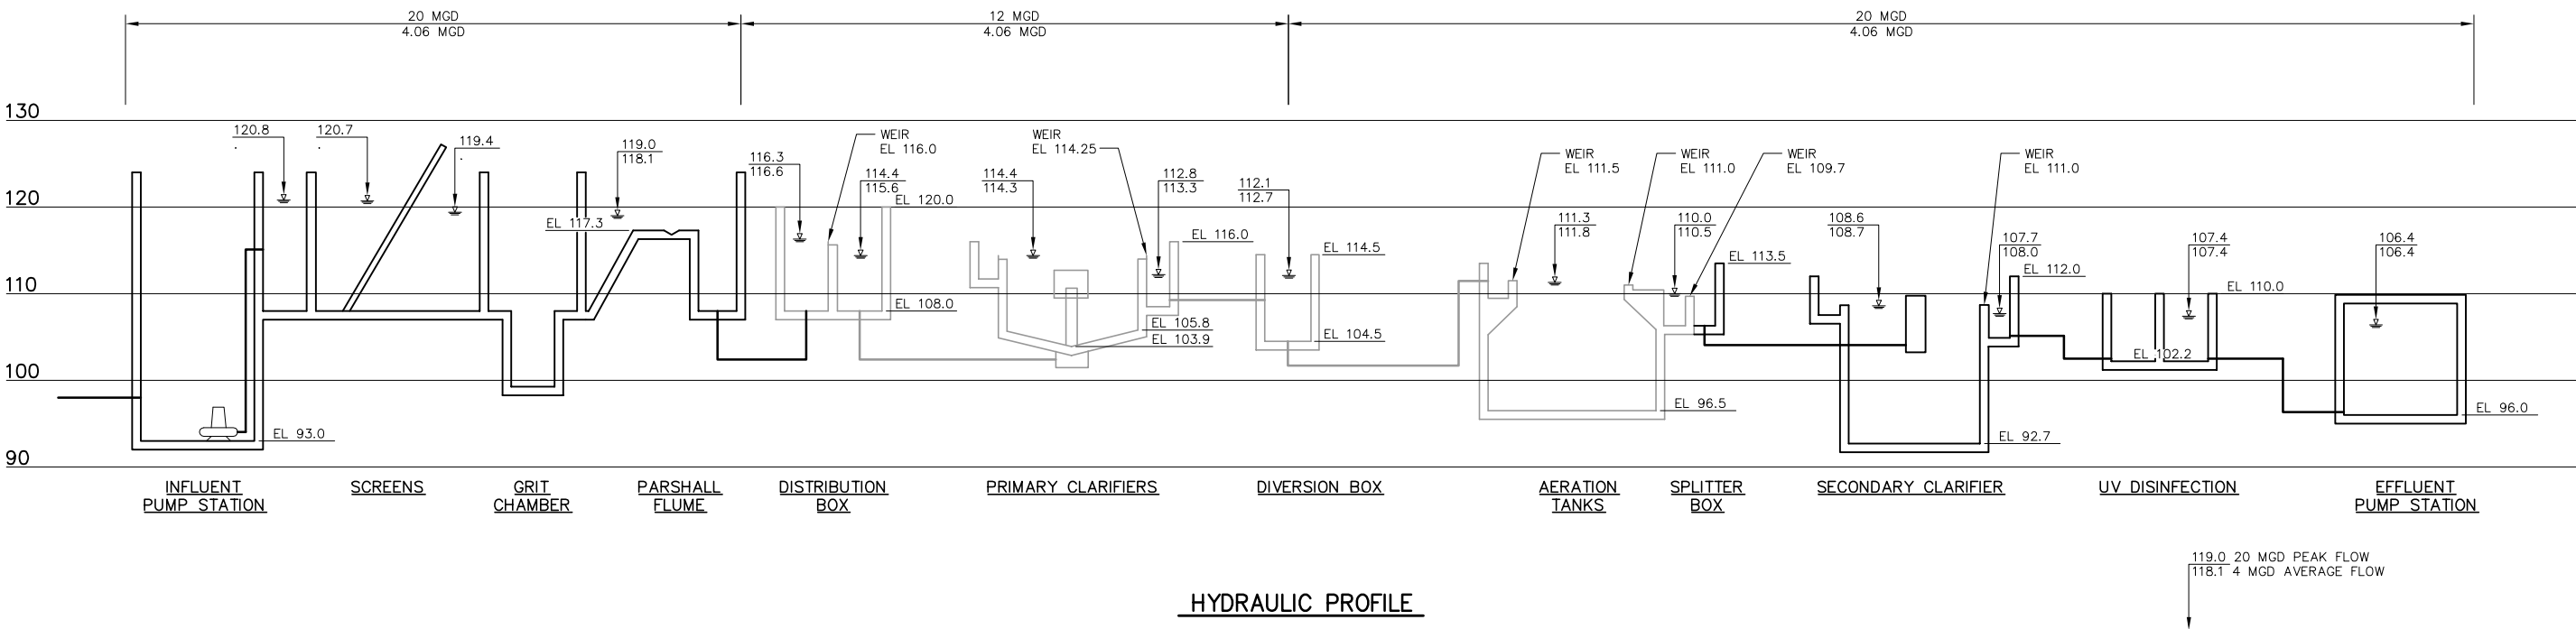 20 MGD
4.06 MGD
12 MGD
4.06 MGD
20 MGD
4.06 MGD
130
120.8
.
120.7
.
119.4
.
119.0
118.1
116.3
116.6
WEIR
EL 116.0
114.4
115.6
114.4
114.3
WEIR
EL 114.25
112.8
113.3
112.1
112.7
WEIR
EL 111.5
111.3
111.8
WEIR
EL 111.0
110.0
110.5
WEIR
EL 109.7
108.6
108.7
WEIR
EL 111.0
107.7
108.0
107.4
107.4
106.4
106.4
120
EL 120.0
EL 117.3
EL 116.0
EL 114.5
EL 113.5
EL 112.0
110
EL 110.0
EL 108.0
EL 105.8
EL 103.9
EL 104.5
EL 102.2
100
EL 96.5
EL 96.0
EL 93.0
EL 92.7
90
INFLUENT
PUMP STATION
SCREENS
GRIT
CHAMBER
PARSHALL
FLUME
DISTRIBUTION
BOX
PRIMARY CLARIFIERS
DIVERSION BOX
AERATION
TANKS
SPLITTER
BOX
SECONDARY CLARIFIER
UV DISINFECTION
EFFLUENT
PUMP STATION
119.0 20 MGD PEAK FLOW
118.1 4 MGD AVERAGE FLOW
HYDRAULIC PROFILE